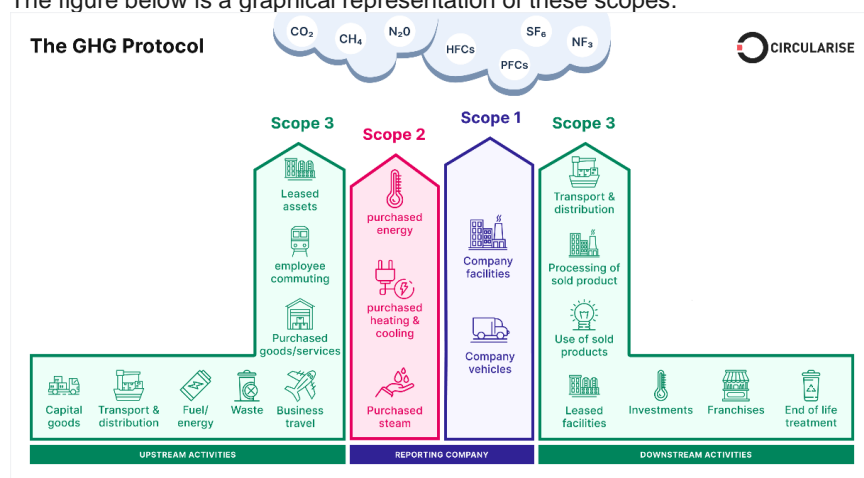 The figure below is a graphical representation of these scopes.
The GHG Protocol
CO₂
CH₄
N₂0
HFCs
PFCs
SF₆
NF₃
CIRCULARISE
Scope 3
Leased
assets
employee
commuting
Purchased
goods/services
Capital
goods
Transport &
distribution
Fuel/
energy
Waste
Business
travel
UPSTREAM ACTIVITIES
Scope 2
purchased
energy
purchased
heating &
cooling
Purchased
steam
Scope 1
Company
facilities
Company
vehicles
REPORTING COMPANY
Scope 3
Transport &
distribution
Processing of
sold product
Use of sold
products
Leased
facilities
Investments
Franchises
End of life
treatment
DOWNSTREAM ACTIVITIES